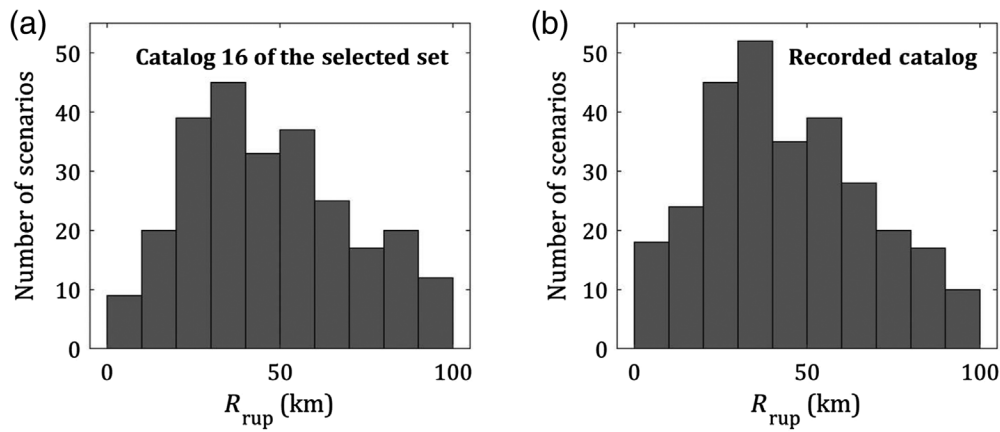 (a)
Catalog 16 of the selected set
Number of scenarios
50
40
30
20
10
0
0
50
100
R_rup (km)
(b)
Recorded catalog
Number of scenarios
50
40
30
20
10
0
0
50
100
R_rup (km)